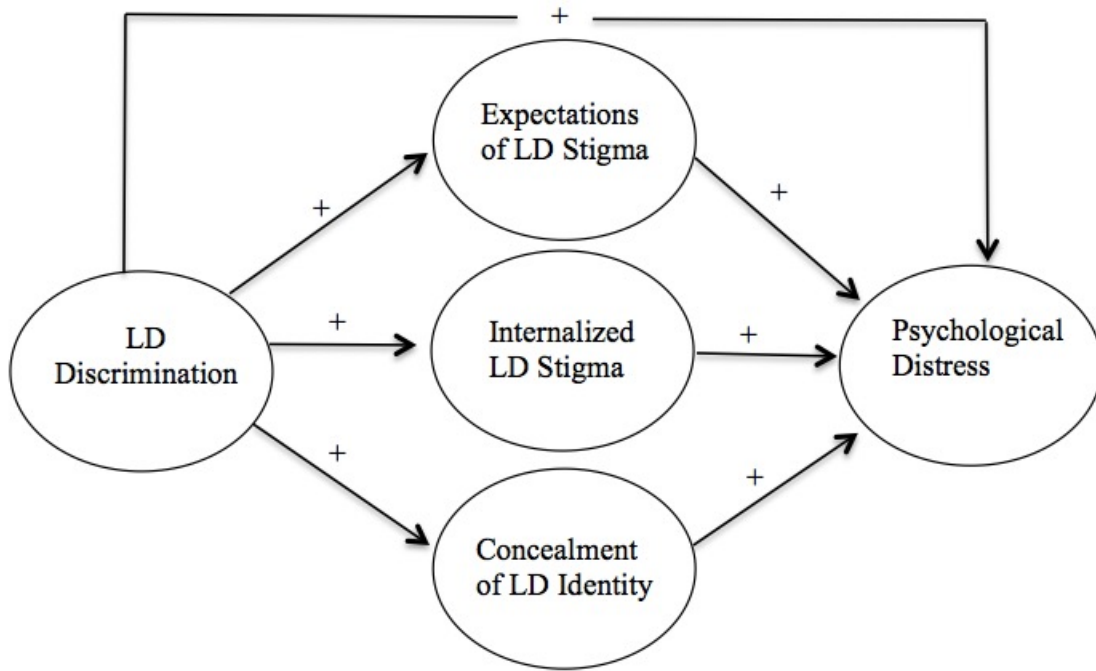 +
Expectations
of LD Stigma
+
+
LD
Discrimination
+
Internalized
LD Stigma
+
Psychological
Distress
+
Concealment
of LD Identity
+